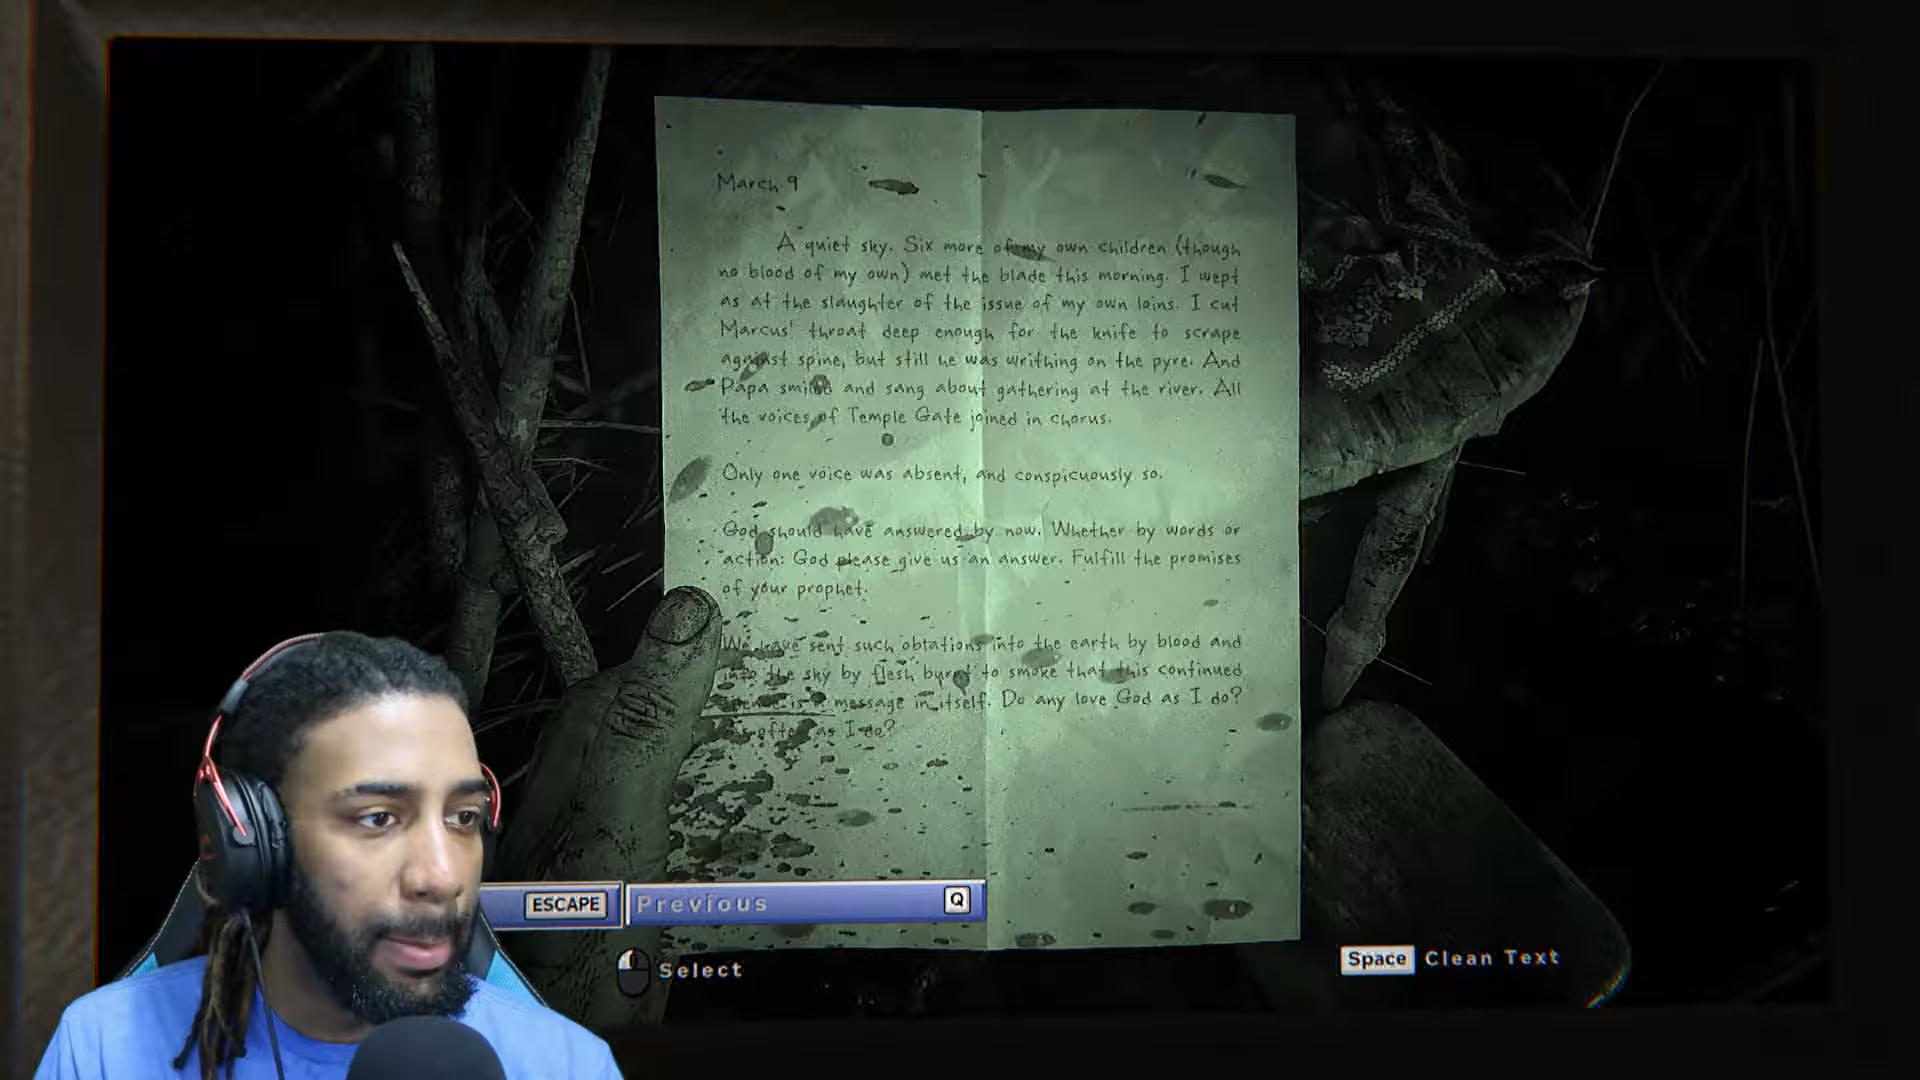 March 9
A quiet sky. Six more of my own children (though
no blood of my own) met the blade this morning. I wept
as at the slaughter of the issue of my own loins. I cut
Marcus' throat deep enough for the knife to scrape
against spine, but still he was writhing on the pyre. And
Papa smiled and sang about gathering at the river. All
the voices of Temple Gate joined in chorus.
Only one voice was absent, and conspicuously so.
God should have answered by now. Whether by words or
action: God please give us an answer. Fulfill the promises
of your prophet.
We have sent such oblations into the earth by blood and
into the sky by flesh burnt to smoke that this continued
is a message in itself. Do any love God as I do?
as I do?
ESCAPE Previous Q
Select
Space Clean Text